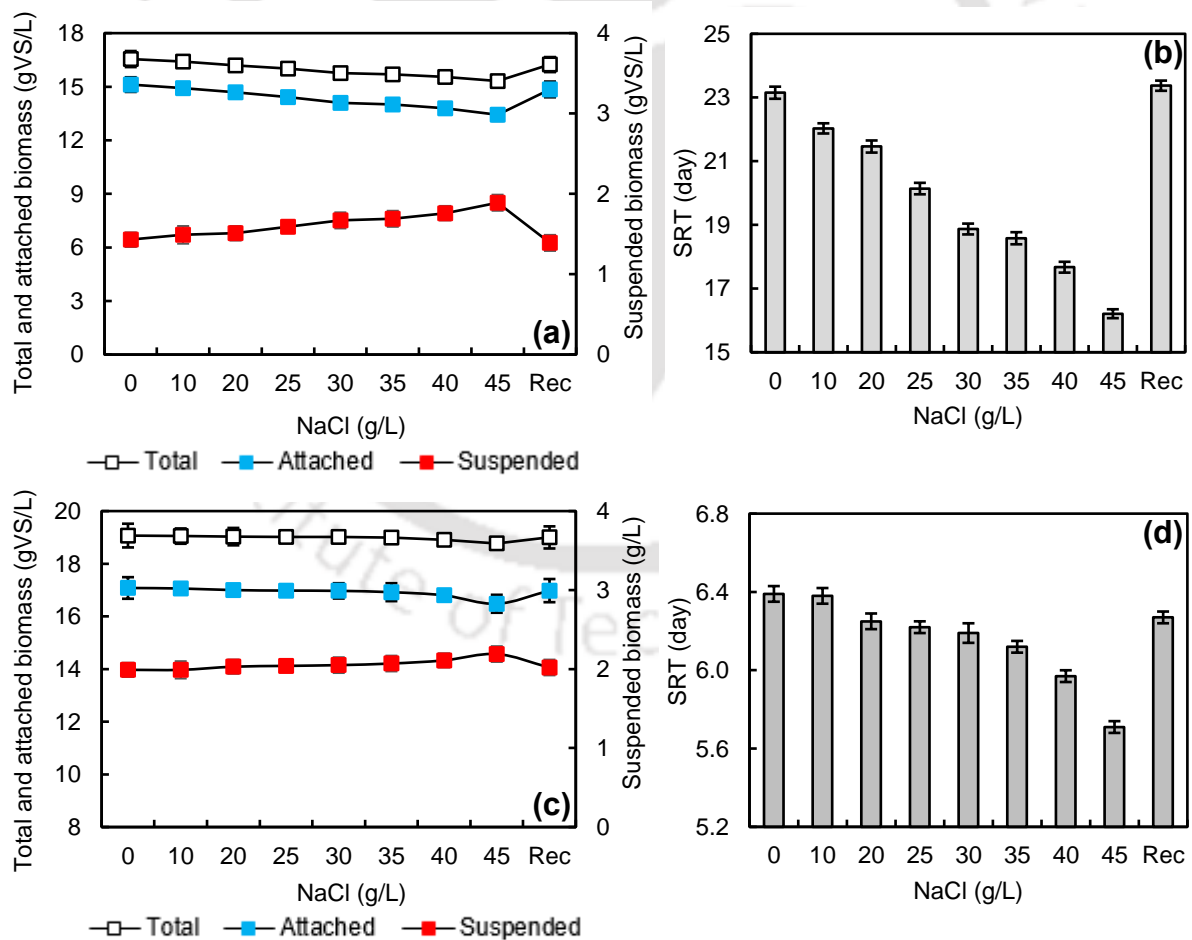 (a)
Total and attached biomass (gVS/L)
18
15
12
9
6
3
0
Suspended biomass (gVS/L)
4
3
2
1
0
0 10 20 25 30 35 40 45 Rec
NaCl (g/L)
Total Attached Suspended
(b)
SRT (day)
25
23
21
19
17
15
0 10 20 25 30 35 40 45 Rec
NaCl (g/L)
(c)
Total and attached biomass (gVS/L)
20
18
16
14
12
10
8
Suspended biomass (g/L)
4
3
2
1
0
0 10 20 25 30 35 40 45 Rec
NaCl (g/L)
Total Attached Suspended
(d)
SRT (day)
6.8
6.4
6.0
5.6
5.2
0 10 20 25 30 35 40 45 Rec
NaCl (g/L)
itute of Tec